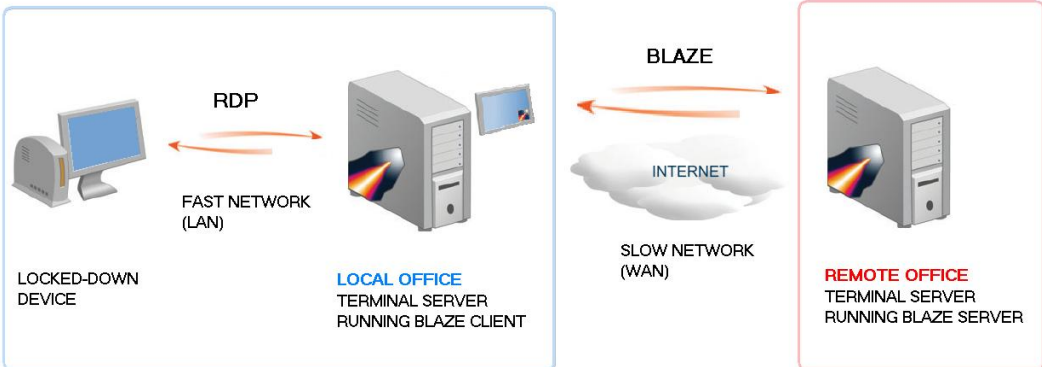 BLAZE
RDP
INTERNET
FAST NETWORK
(LAN)
SLOW NETWORK
(WAN)
LOCKED-DOWN
DEVICE
LOCAL OFFICE
TERMINAL SERVER
RUNNING BLAZE CLIENT
REMOTE OFFICE
TERMINAL SERVER
RUNNING BLAZE SERVER